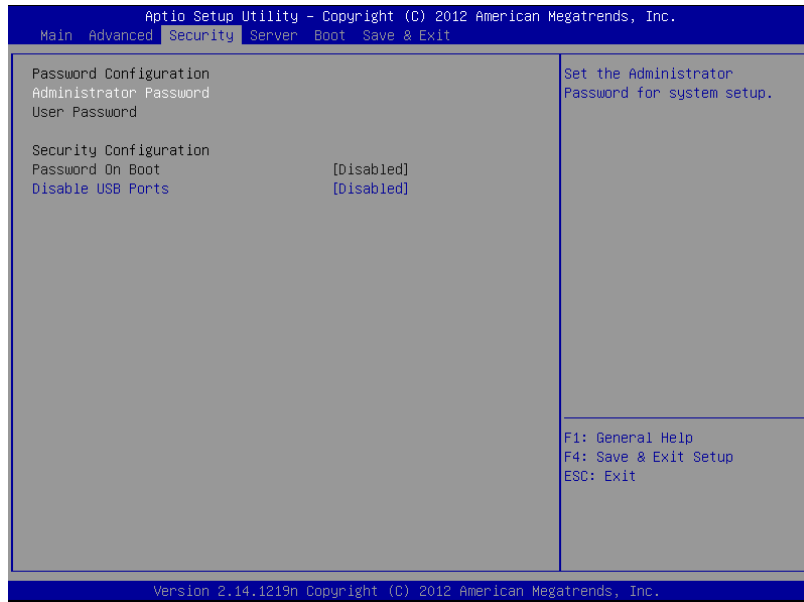 Aptio Setup Utility – Copyright (C) 2012 American Megatrends, Inc.
Main Advanced Security Server Boot Save & Exit
Password Configuration
Administrator Password
User Password
Security Configuration
Password On Boot [Disabled]
Disable USB Ports [Disabled]
Set the Administrator
Password for system setup.
F1: General Help
F4: Save & Exit Setup
ESC: Exit
Version 2.14.1219n Copyright (C) 2012 American Megatrends, Inc.